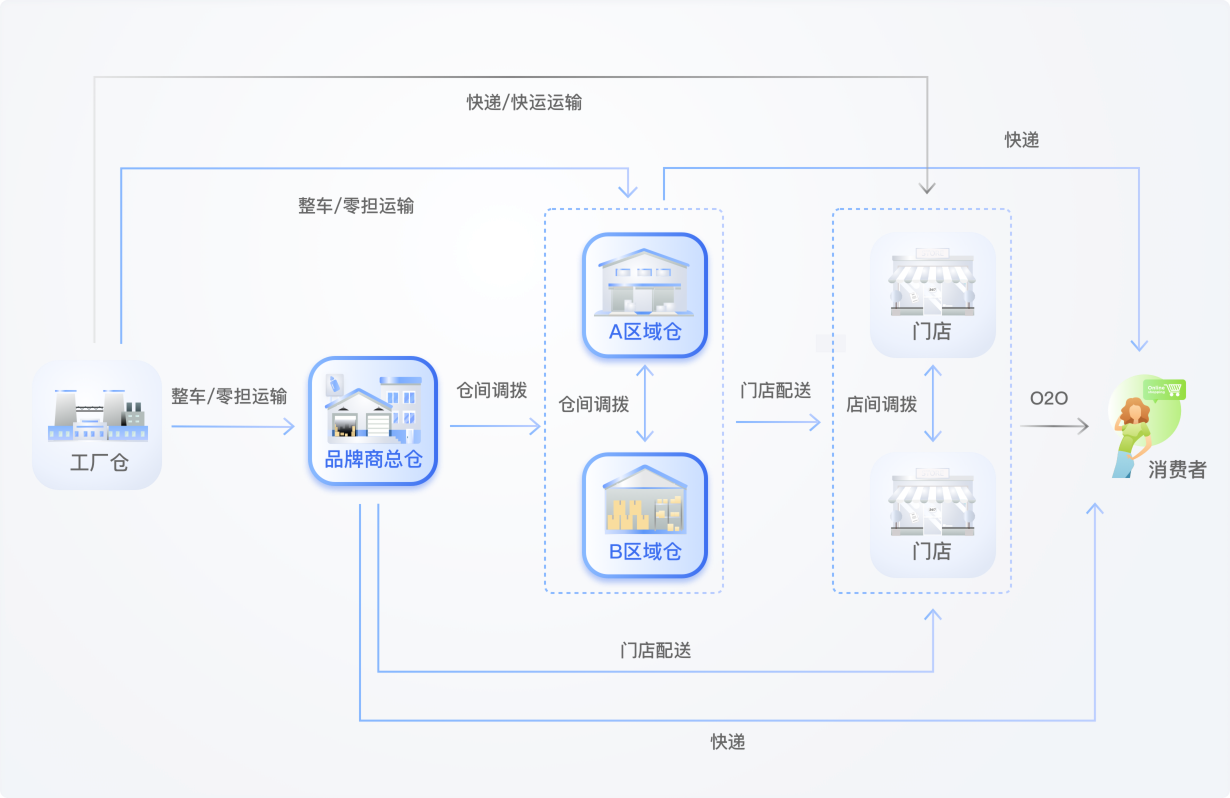 快递/快运运输
快递
整车/零担运输
A区域仓
门店
整车/零担运输
仓间调拨
仓间调拨
门店配送
店间调拨
O2O
工厂仓
品牌商总仓
消费者
B区域仓
门店
门店配送
快递